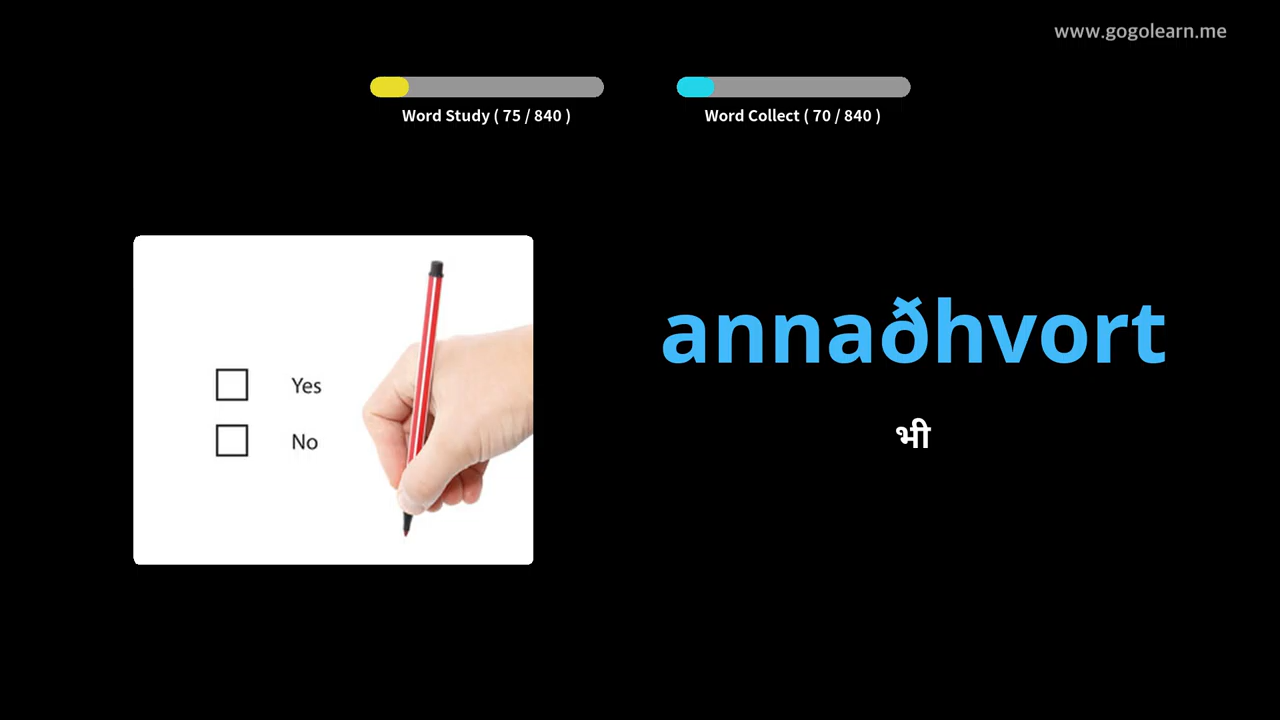 www.gogolearn.me
Word Study ( 75 / 840 )
Word Collect ( 70 / 840 )
Yes
No
annaðhvort
भी